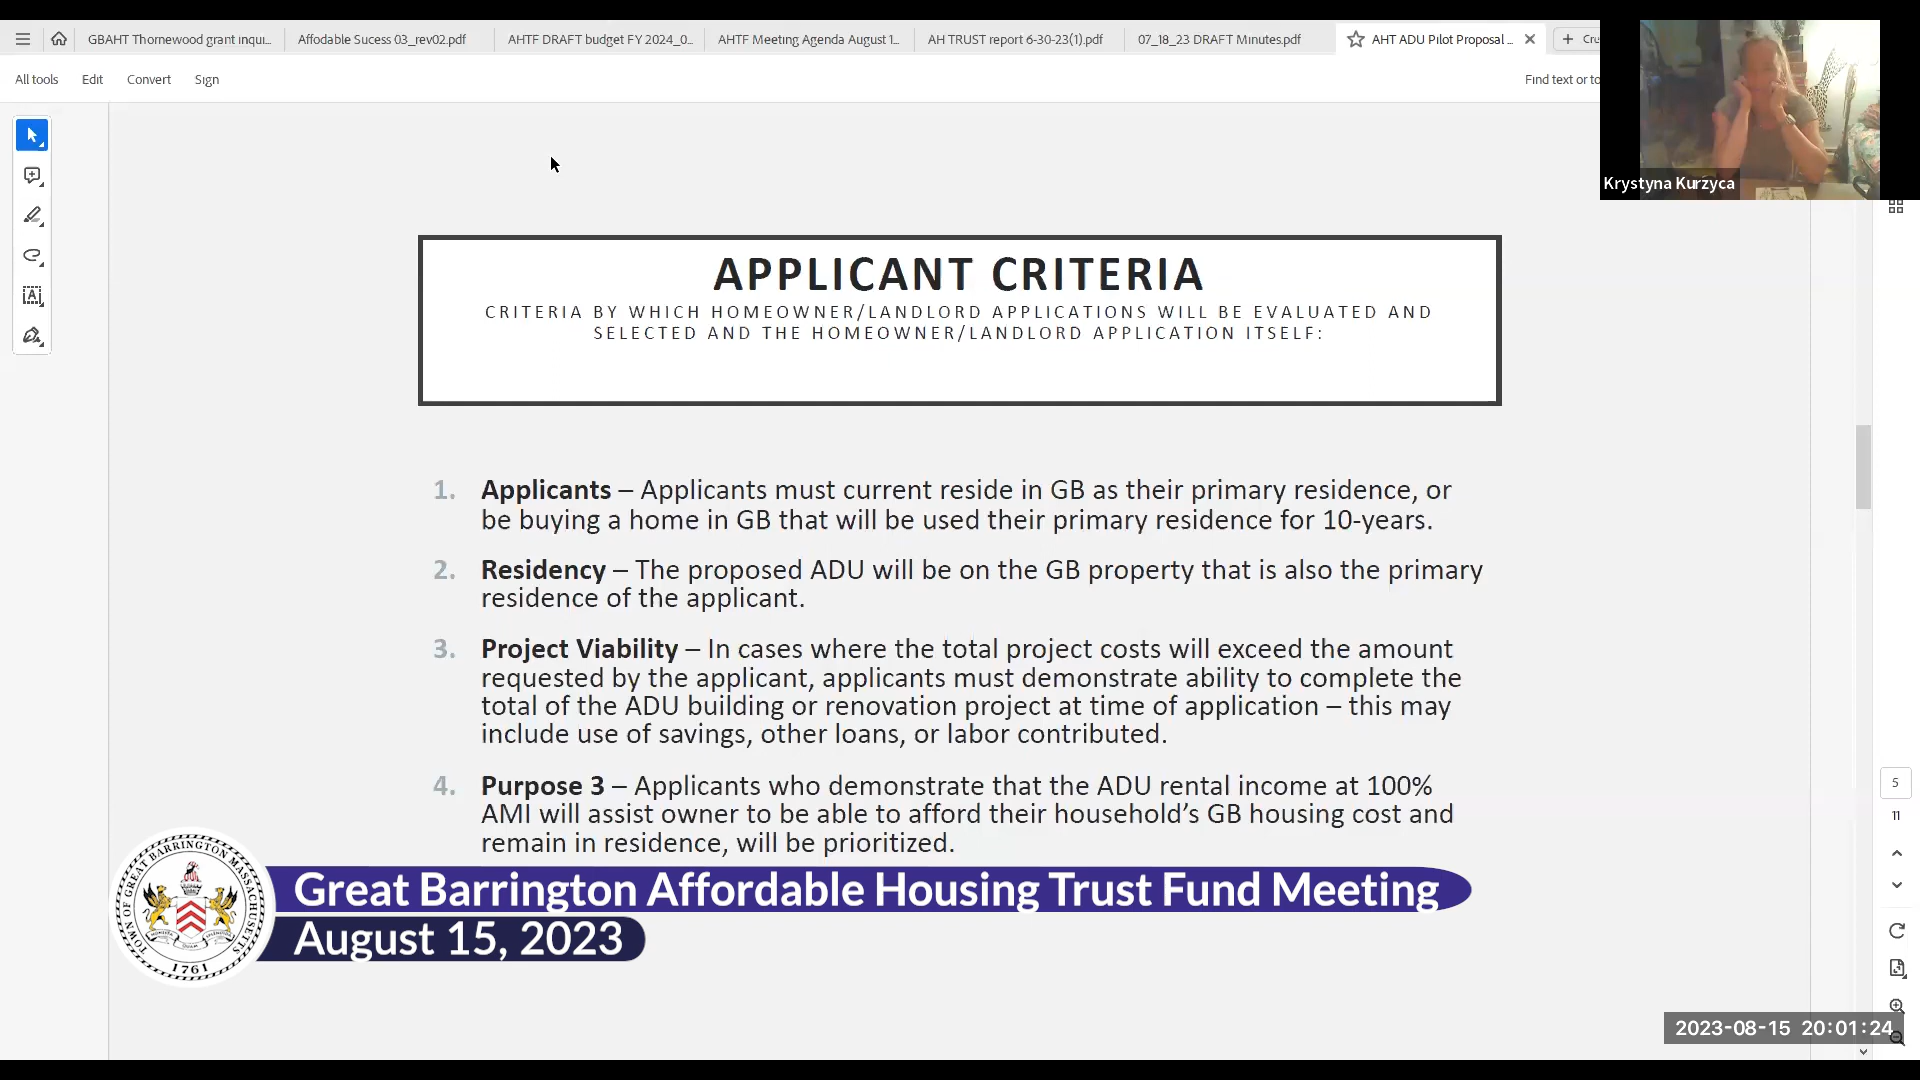 GBAHT Thornewood grant inqui...
Affodable Sucess 03_rev02.pdf
AHTF DRAFT budget FY 2024_0...
AHTF Meeting Agenda August 1...
AH TRUST report 6-30-23(1).pdf
07_18_23 DRAFT Minutes.pdf
AHT ADU Pilot Proposal ...
Cre
All tools
Edit
Convert
Sign
Find text or to
Krystyna Kurzyca
APPLICANT CRITERIA
CRITERIA BY WHICH HOMEOWNER/LANDLORD APPLICATIONS WILL BE EVALUATED AND
SELECTED AND THE HOMEOWNER/LANDLORD APPLICATION ITSELF:
1. Applicants – Applicants must current reside in GB as their primary residence, or
be buying a home in GB that will be used their primary residence for 10-years.
2. Residency – The proposed ADU will be on the GB property that is also the primary
residence of the applicant.
3. Project Viability – In cases where the total project costs will exceed the amount
requested by the applicant, applicants must demonstrate ability to complete the
total of the ADU building or renovation project at time of application – this may
include use of savings, other loans, or labor contributed.
4. Purpose 3 – Applicants who demonstrate that the ADU rental income at 100%
AMI will assist owner to be able to afford their household’s GB housing cost and
remain in residence, will be prioritized.
5
11
TOWN OF GREAT BARRINGTON MASSACHUSETTS
1761
Great Barrington Affordable Housing Trust Fund Meeting
August 15, 2023
2023-08-15 20:01:24